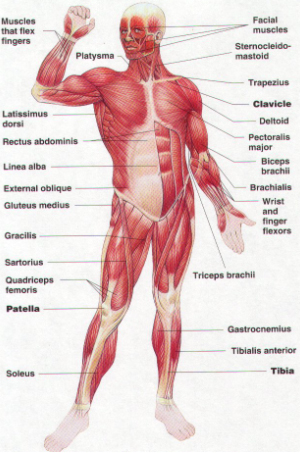 Muscles
that flex
fingers
Platysma
Latissimus
dorsi
Rectus abdominis
Linea alba
External oblique
Gluteus medius
Gracilis
Sartorius
Quadriceps
femoris
Patella
Soleus
Facial
muscles
Sternocleido-
mastoid
Trapezius
Clavicle
Deltoid
Pectoralis
major
Biceps
brachii
Brachialis
Wrist
and
finger
flexors
Triceps brachii
Gastrocnemius
Tibialis anterior
Tibia